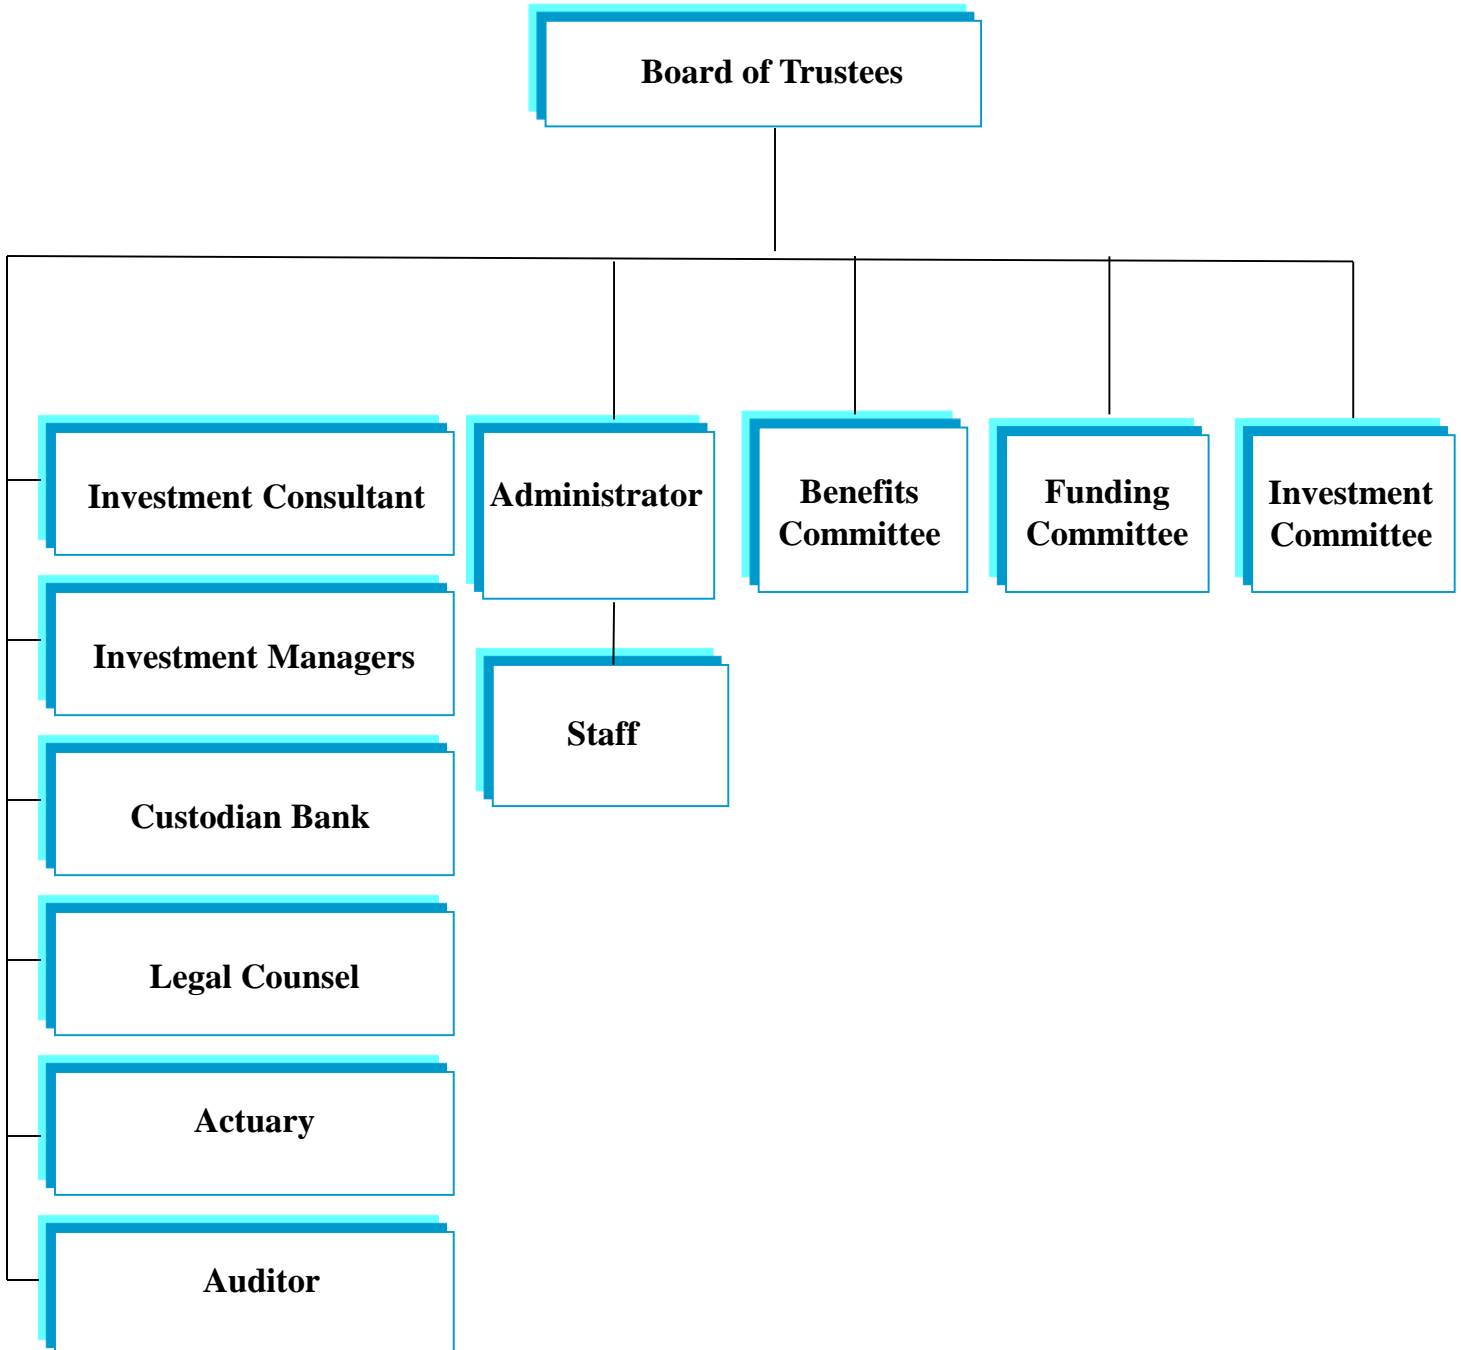 Board of Trustees
Investment Consultant
Administrator
Benefits
Committee
Funding
Committee
Investment
Committee
Investment Managers
Staff
Custodian Bank
Legal Counsel
Actuary
Auditor